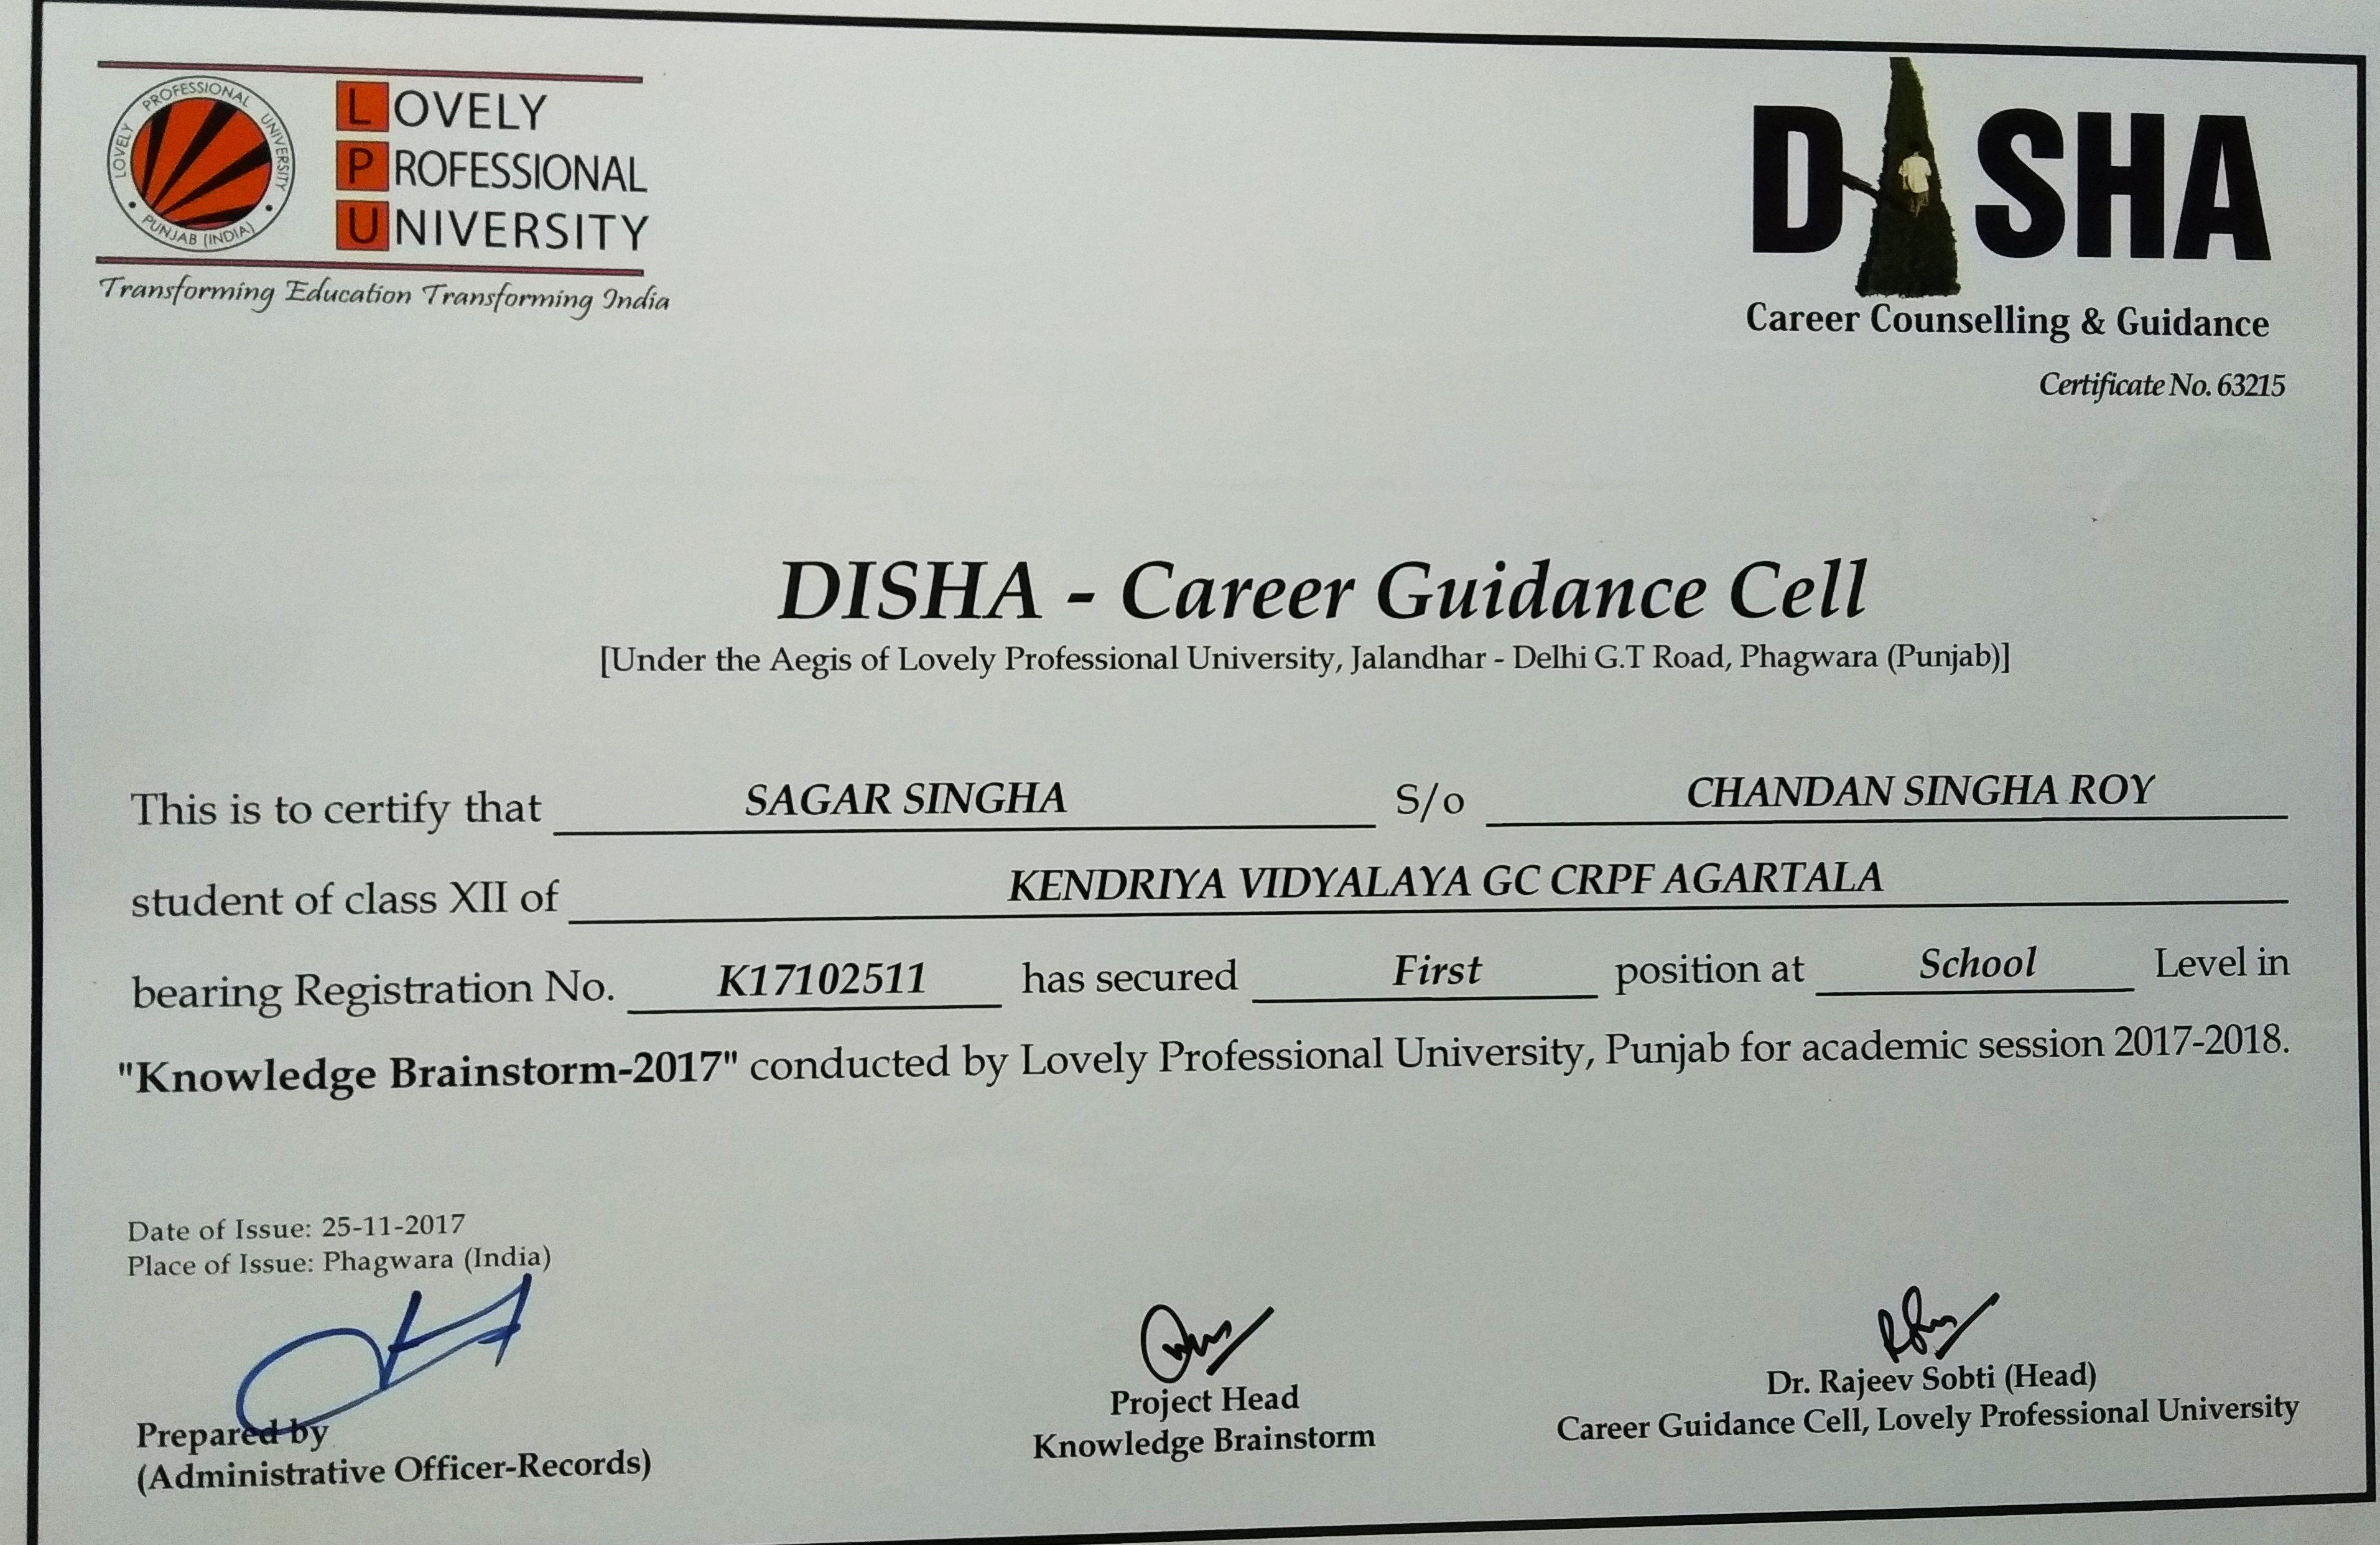 LOVELY PROFESSIONAL UNIVERSITY
PUNJAB (INDIA)
LOVELY
PROFESSIONAL
UNIVERSITY
Transforming Education Transforming India
DISHA
Career Counselling & Guidance
Certificate No. 63215
DISHA - Career Guidance Cell
[Under the Aegis of Lovely Professional University, Jalandhar - Delhi G.T Road, Phagwara (Punjab)]
This is to certify that SAGAR SINGHA S/o CHANDAN SINGHA ROY
student of class XII of KENDRIYA VIDYALAYA GC CRPF AGARTALA
bearing Registration No. K17102511 has secured First position at School Level in
"Knowledge Brainstorm-2017" conducted by Lovely Professional University, Punjab for academic session 2017-2018.
Date of Issue: 25-11-2017
Place of Issue: Phagwara (India)
Prepared by
(Administrative Officer-Records)
Project Head
Knowledge Brainstorm
Dr. Rajeev Sobti (Head)
Career Guidance Cell, Lovely Professional University